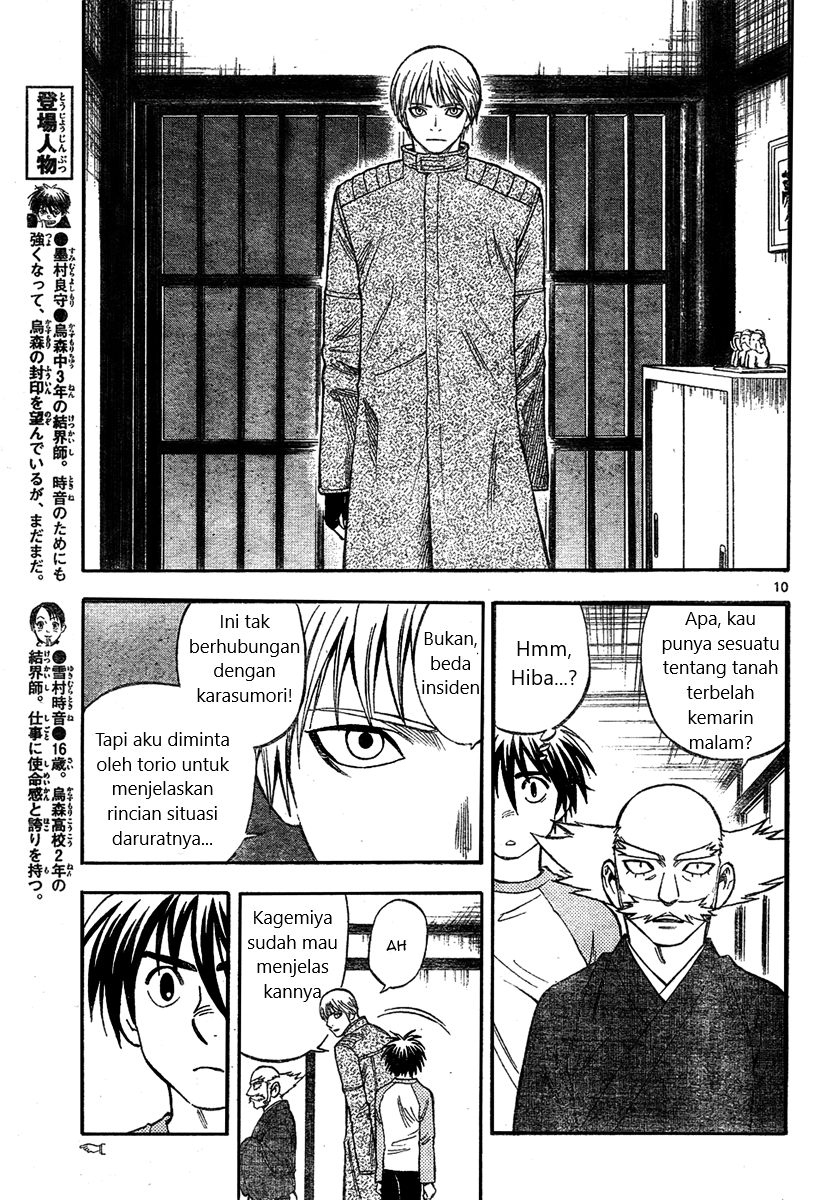 登場人物
●墨村良守●烏森中3年の結界師。時音のためにも
強くなって、烏森の封印を望んでいるが、まだまだ。
●雪村時音●16歳。烏森高校2年の
結界師。仕事に使命感と誇りを持つ。
10
Apa, kau
punya sesuatu
tentang tanah
terbelah
kemarin
malam?
Hmm,
Hiba...?
Bukan,
beda
insiden
Ini tak
berhubungan
dengan
karasumori!
Tapi aku diminta
oleh torio untuk
menjelaskan
rincian situasi
daruratnya...
AH
Kagemiya
sudah mau
menjelas
kannya